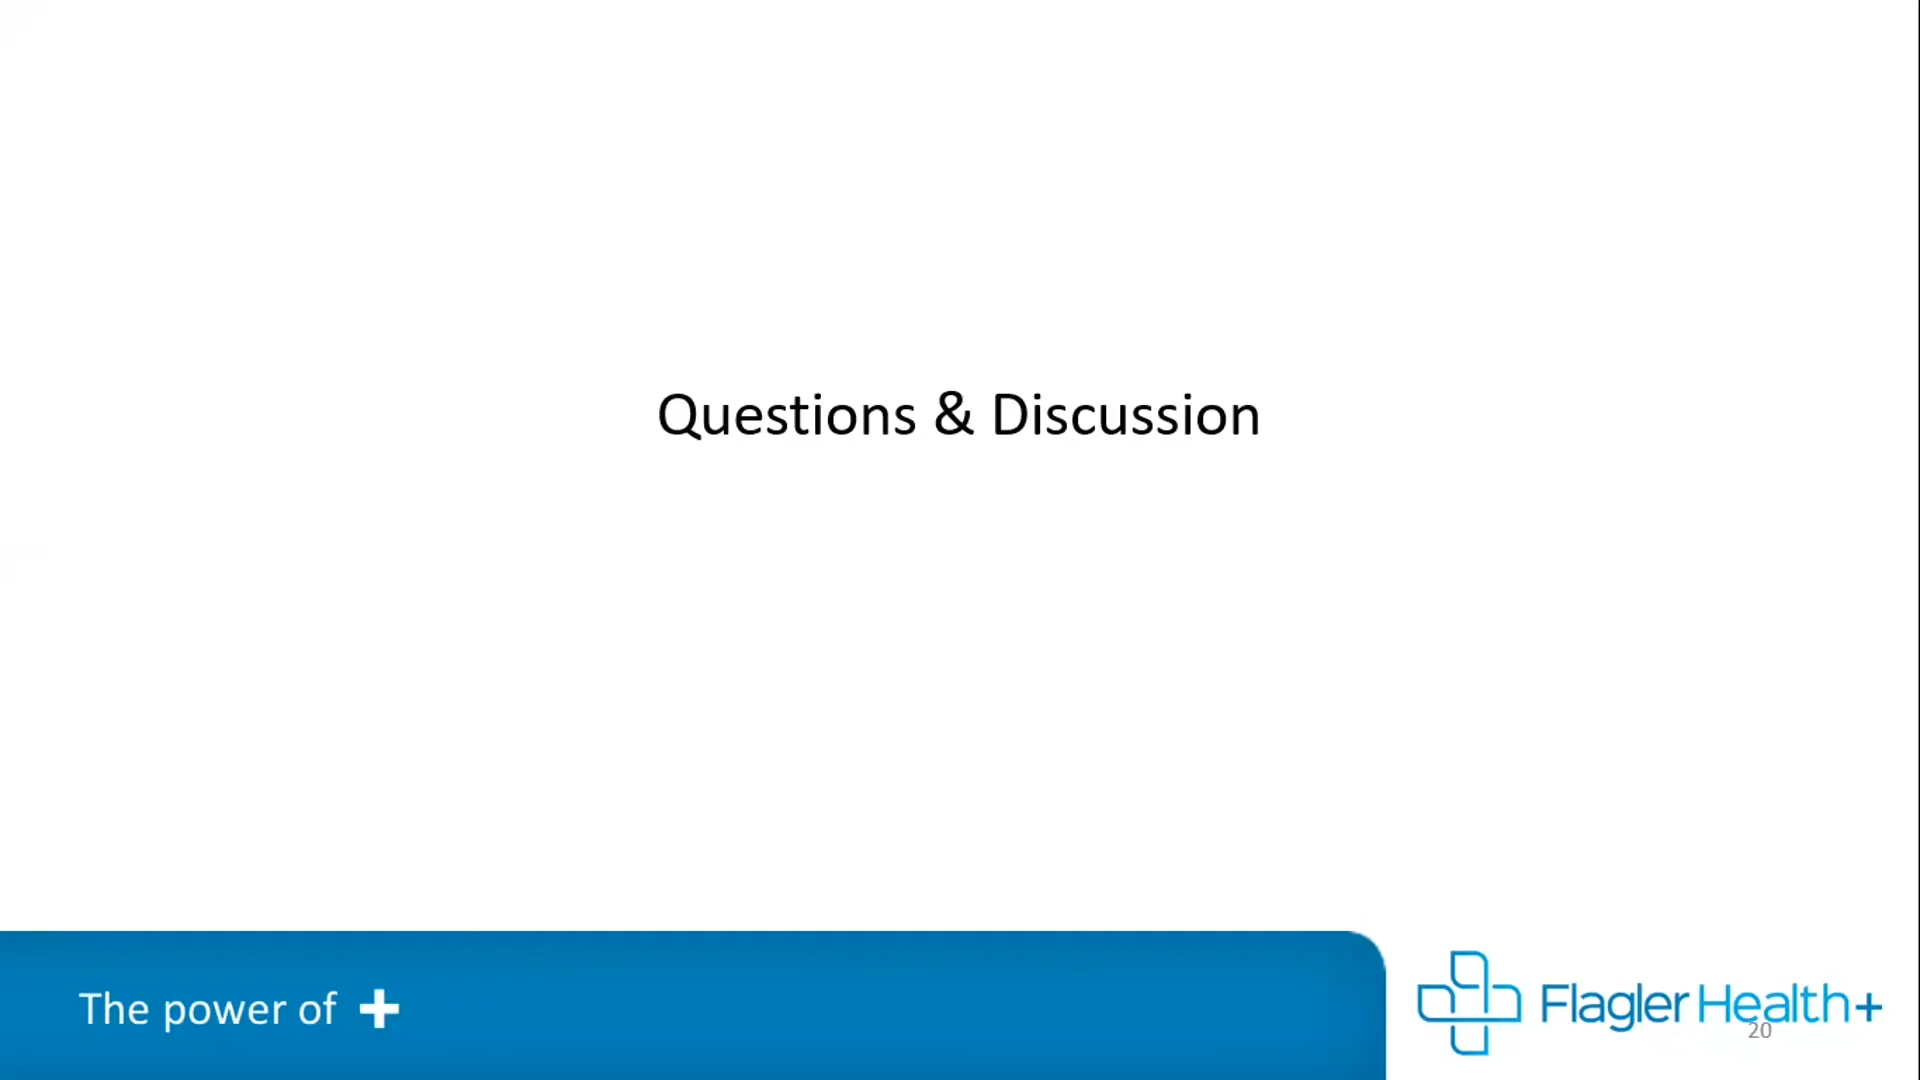 Questions & Discussion
The power of +
Flagler Health+
20